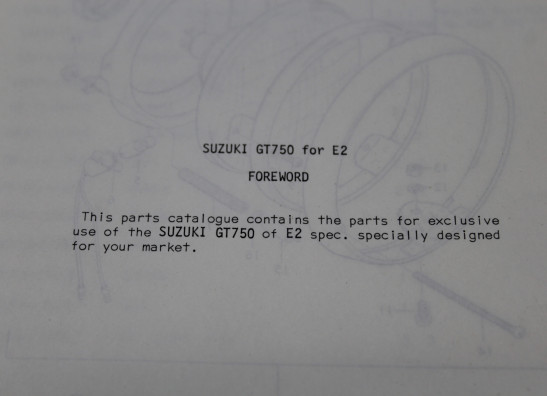 SUZUKI GT750 for E2
FOREWORD
This parts catalogue contains the parts for exclusive
use of the SUZUKI GT750 of E2 spec. specially designed
for your market.